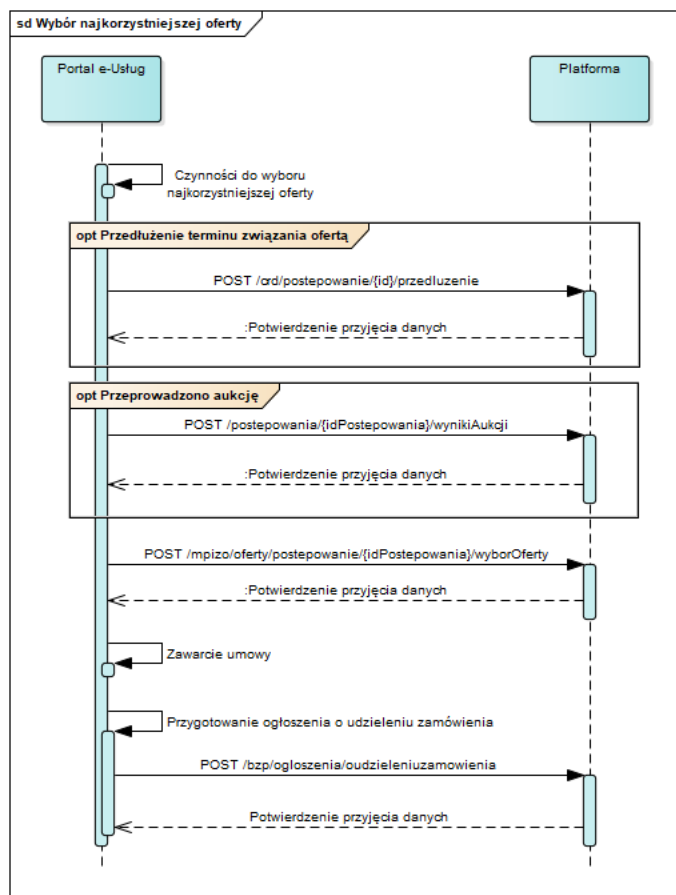 sd Wybór najkorzystniejszej oferty
Portal e-Usług
Platforma
Czynności do wyboru
najkorzystniejszej oferty
opt Przedłużenie terminu związania ofertą
POST /crd/postepowanie/{id}/przedluzenie
:Potwierdzenie przyjęcia danych
opt Przeprowadzono aukcję
POST /postepowania/{idPostepowania}/wynikiAukcji
:Potwierdzenie przyjęcia danych
POST /mpizo/oferty/postepowanie/{idPostepowania}/wyborOferty
:Potwierdzenie przyjęcia danych
Zawarcie umowy
Przygotowanie ogłoszenia o udzieleniu zamówienia
POST /bzp/ogloszenia/oudzieleniuzamowienia
Potwierdzenie przyjęcia danych